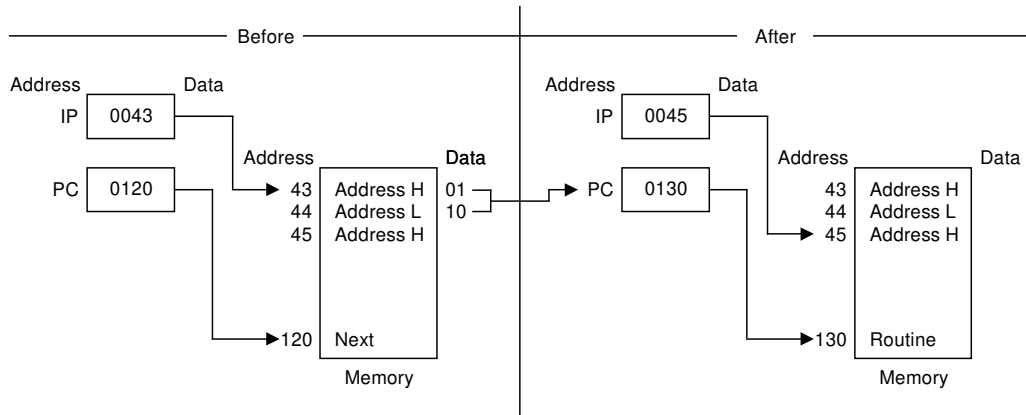 Before
Address Data
IP 0043
Address Data
PC 0120
43 Address H 01
44 Address L 10
45 Address H
120 Next
Memory
After
Address Data
IP 0045
Address Data
PC 0130
43 Address H
44 Address L
45 Address H
130 Routine
Memory